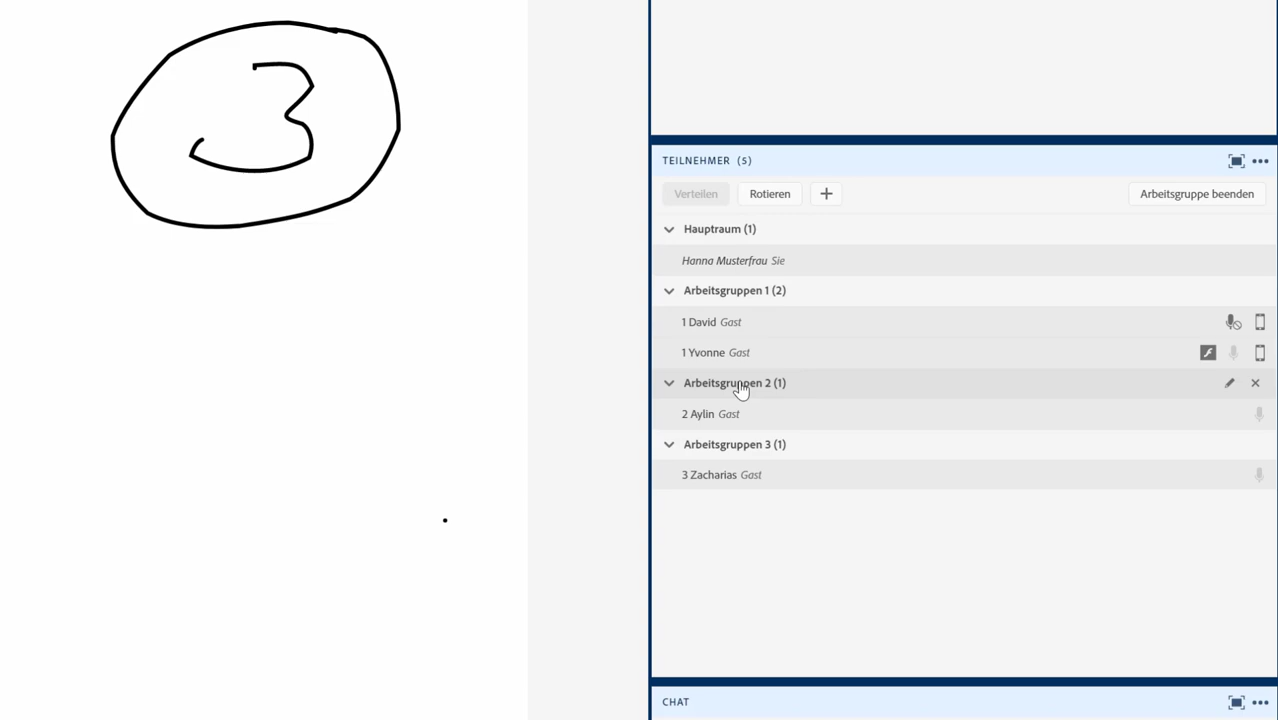 3
TEILNEHMER (5)
Verteilen Rotieren + Arbeitsgruppe beenden
Hauptraum (1)
Hanna Musterfrau Sie
Arbeitsgruppen 1 (2)
1 David Gast
1 Yvonne Gast
Arbeitsgruppen 2 (1)
2 Aylin Gast
Arbeitsgruppen 3 (1)
3 Zacharias Gast
CHAT